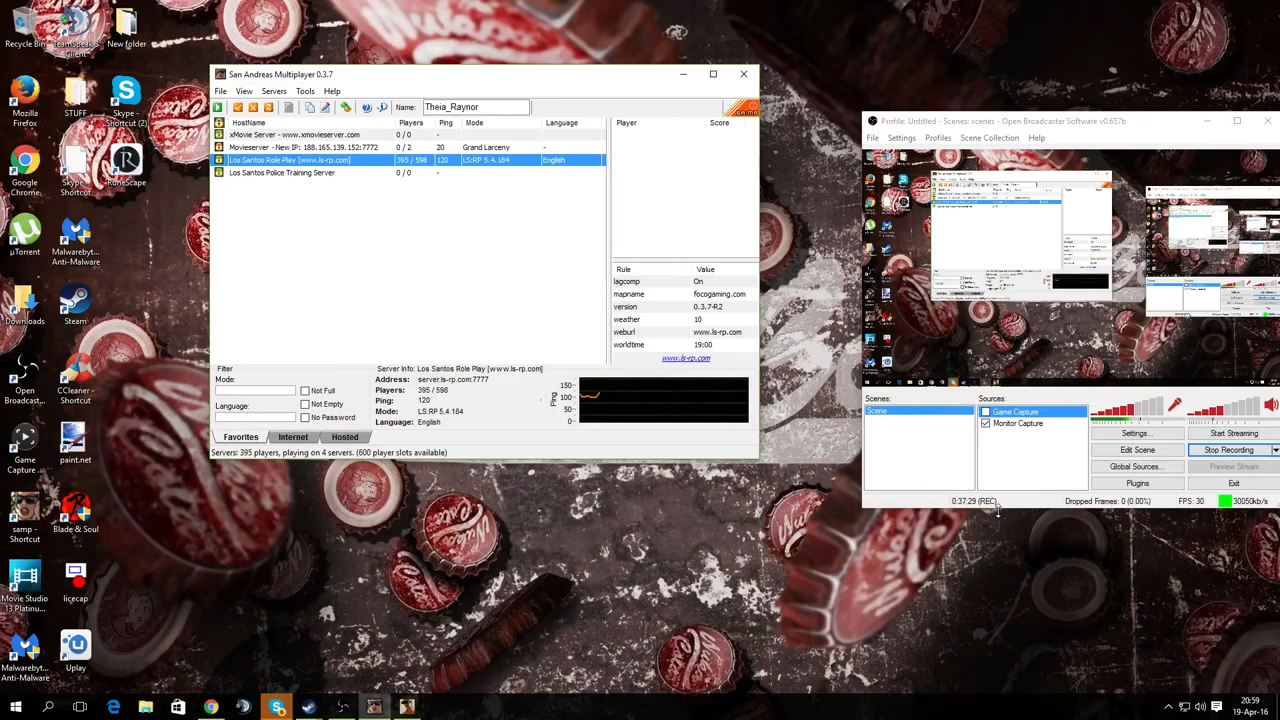 Recycle Bin
TeamSpeak 3 Client
New folder
Mozilla Firefox
STUFF
Skype - Shortcut (2)
Google Chrome
Skype - Shortcut
RuneScape
µTorrent
Malwarebytes Anti-Malware
Downloads
Steam
Open Broadcast...
CCleaner - Shortcut
Game Capture ...
paint.net
samp - Shortcut
Blade & Soul
Movie Studio 13 Platinu...
licecap
Malwarebyt... Anti-Malware
Uplay
San Andreas Multiplayer 0.3.7
File View Servers Tools Help
Name: Theia_Raynor
HostName Players Ping Mode Language
xMovie Server - www.xmovieserver.com 0 / 0 -
Movieserver - New IP: 188.165.139.152:7772 0 / 2 20 Grand Larceny -
Los Santos Role Play [www.ls-rp.com] 395 / 598 120 LS:RP 5.4.184 English
Los Santos Police Training Server 0 / 0 -
Player Score
Rule Value
lagcomp On
mapname focogaming.com
version 0.3.7-R2
weather 10
weburl www.ls-rp.com
worldtime 19:00
www.ls-rp.com
Filter
Mode:
Language:
Not Full
Not Empty
No Password
Server Info: Los Santos Role Play [www.ls-rp.com]
Address: server.ls-rp.com:7777
Players: 395 / 598
Ping: 120
Mode: LS:RP 5.4.184
Language: English
Ping
150
100
50
0
Favorites Internet Hosted
Servers: 395 players, playing on 4 servers. (600 player slots available)
Profile: Untitled - Scenes: scenes - Open Broadcaster Software v0.657b
File Settings Profiles Scene Collection Help
Scenes:
Scene
Sources:
Game Capture
Monitor Capture
Settings... Start Streaming
Edit Scene Stop Recording
Global Sources... Preview Stream
Plugins Exit
0:37:29 (REC) Dropped Frames: 0 (0.00%) FPS: 30 30050kb/s
20:59
19-Apr-16